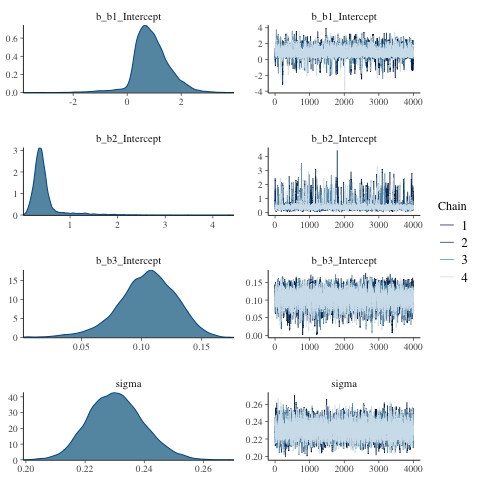 b_b1_Intercept
0.6
0.4
0.2
0.0
-2 0 2
b_b1_Intercept
4
2
0
-2
-4
0 1000 2000 3000 4000
b_b2_Intercept
3
2
1
0
0 1 2 3 4
b_b2_Intercept
4
3
2
1
0
0 1000 2000 3000 4000
b_b3_Intercept
15
10
5
0
0.05 0.10 0.15
b_b3_Intercept
0.15
0.10
0.05
0.00
0 1000 2000 3000 4000
sigma
40
30
20
10
0
0.20 0.22 0.24 0.26
sigma
0.26
0.24
0.22
0.20
0 1000 2000 3000 4000
Chain
1
2
3
4